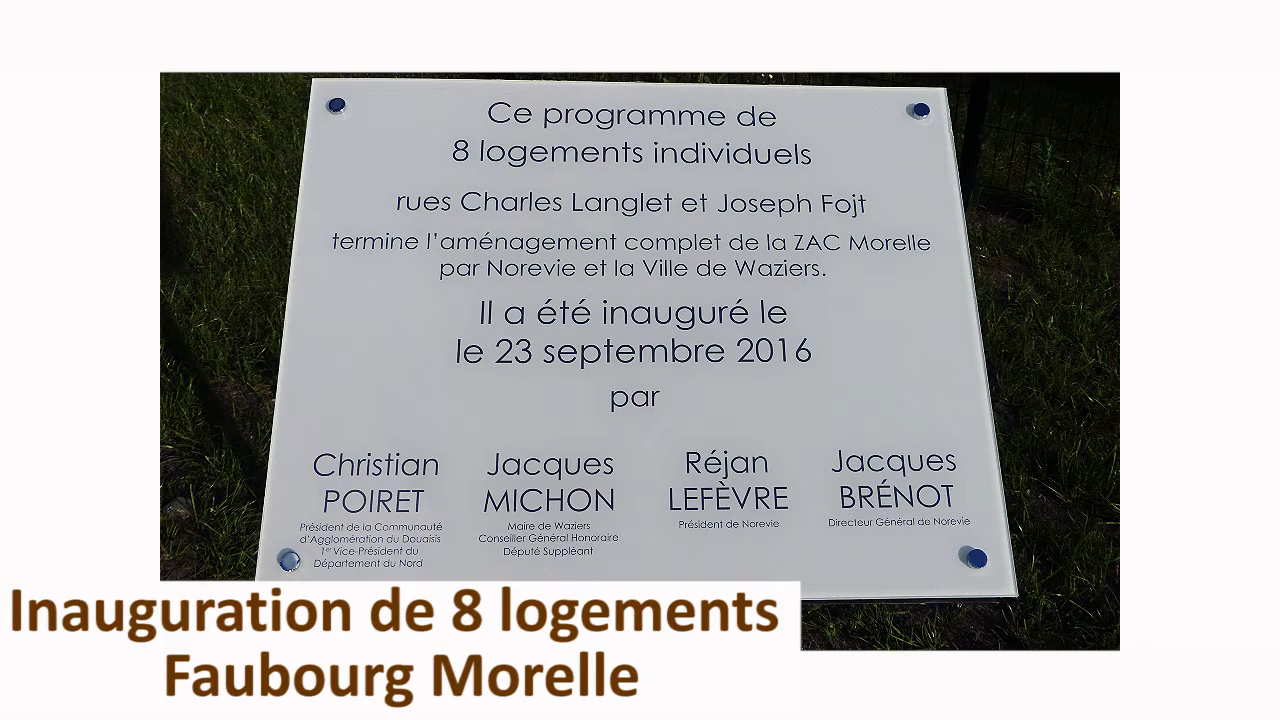 Ce programme de
8 logements individuels
rues Charles Langlet et Joseph Fojt
termine l'aménagement complet de la ZAC Morelle
par Norevie et la Ville de Waziers.
Il a été inauguré le
le 23 septembre 2016
par
Christian
POIRET
Président de la Communauté
d'Agglomération du Douaisis
1er Vice Président du
Département du Nord
Jacques
MICHON
Maire de Waziers
Conseiller Général Honoraire
Député Suppléant
Réjan
LEFÈVRE
Président de Norevie
Jacques
BRÉNOT
Directeur Général de Norevie
Inauguration de 8 logements
Faubourg Morelle